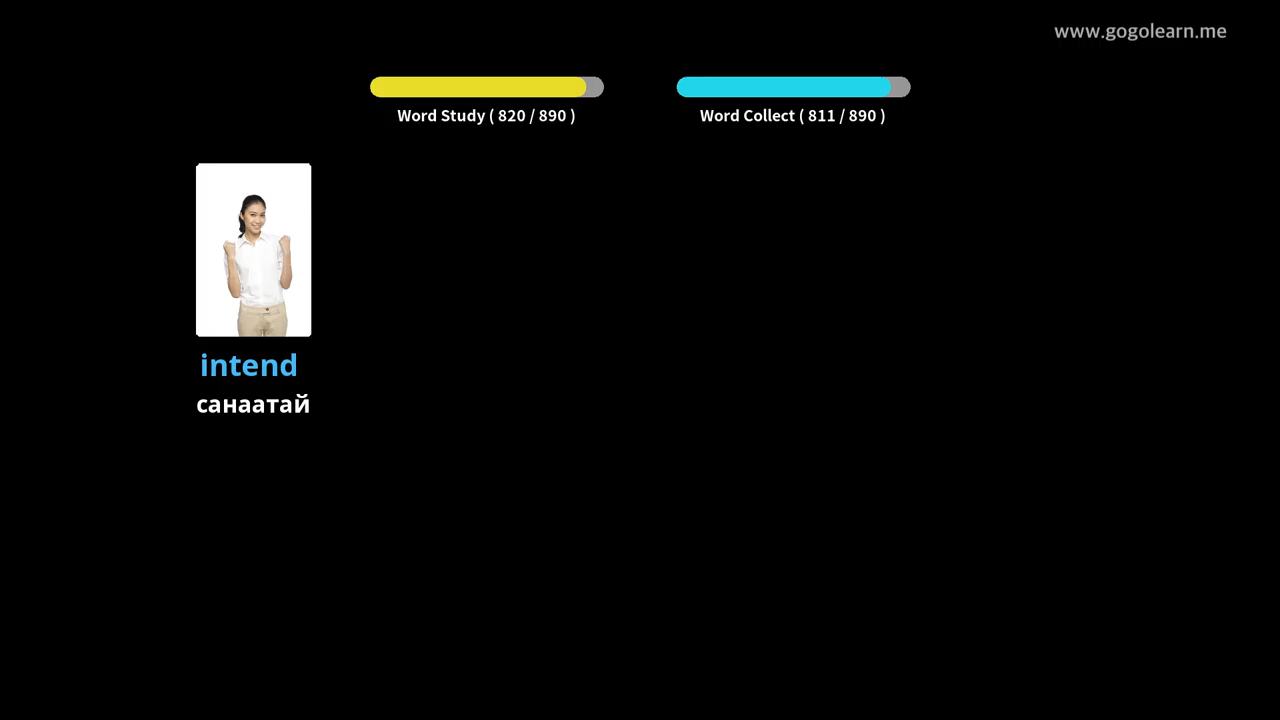 www.gogolearn.me
Word Study ( 820 / 890 )
Word Collect ( 811 / 890 )
intend
санаатай